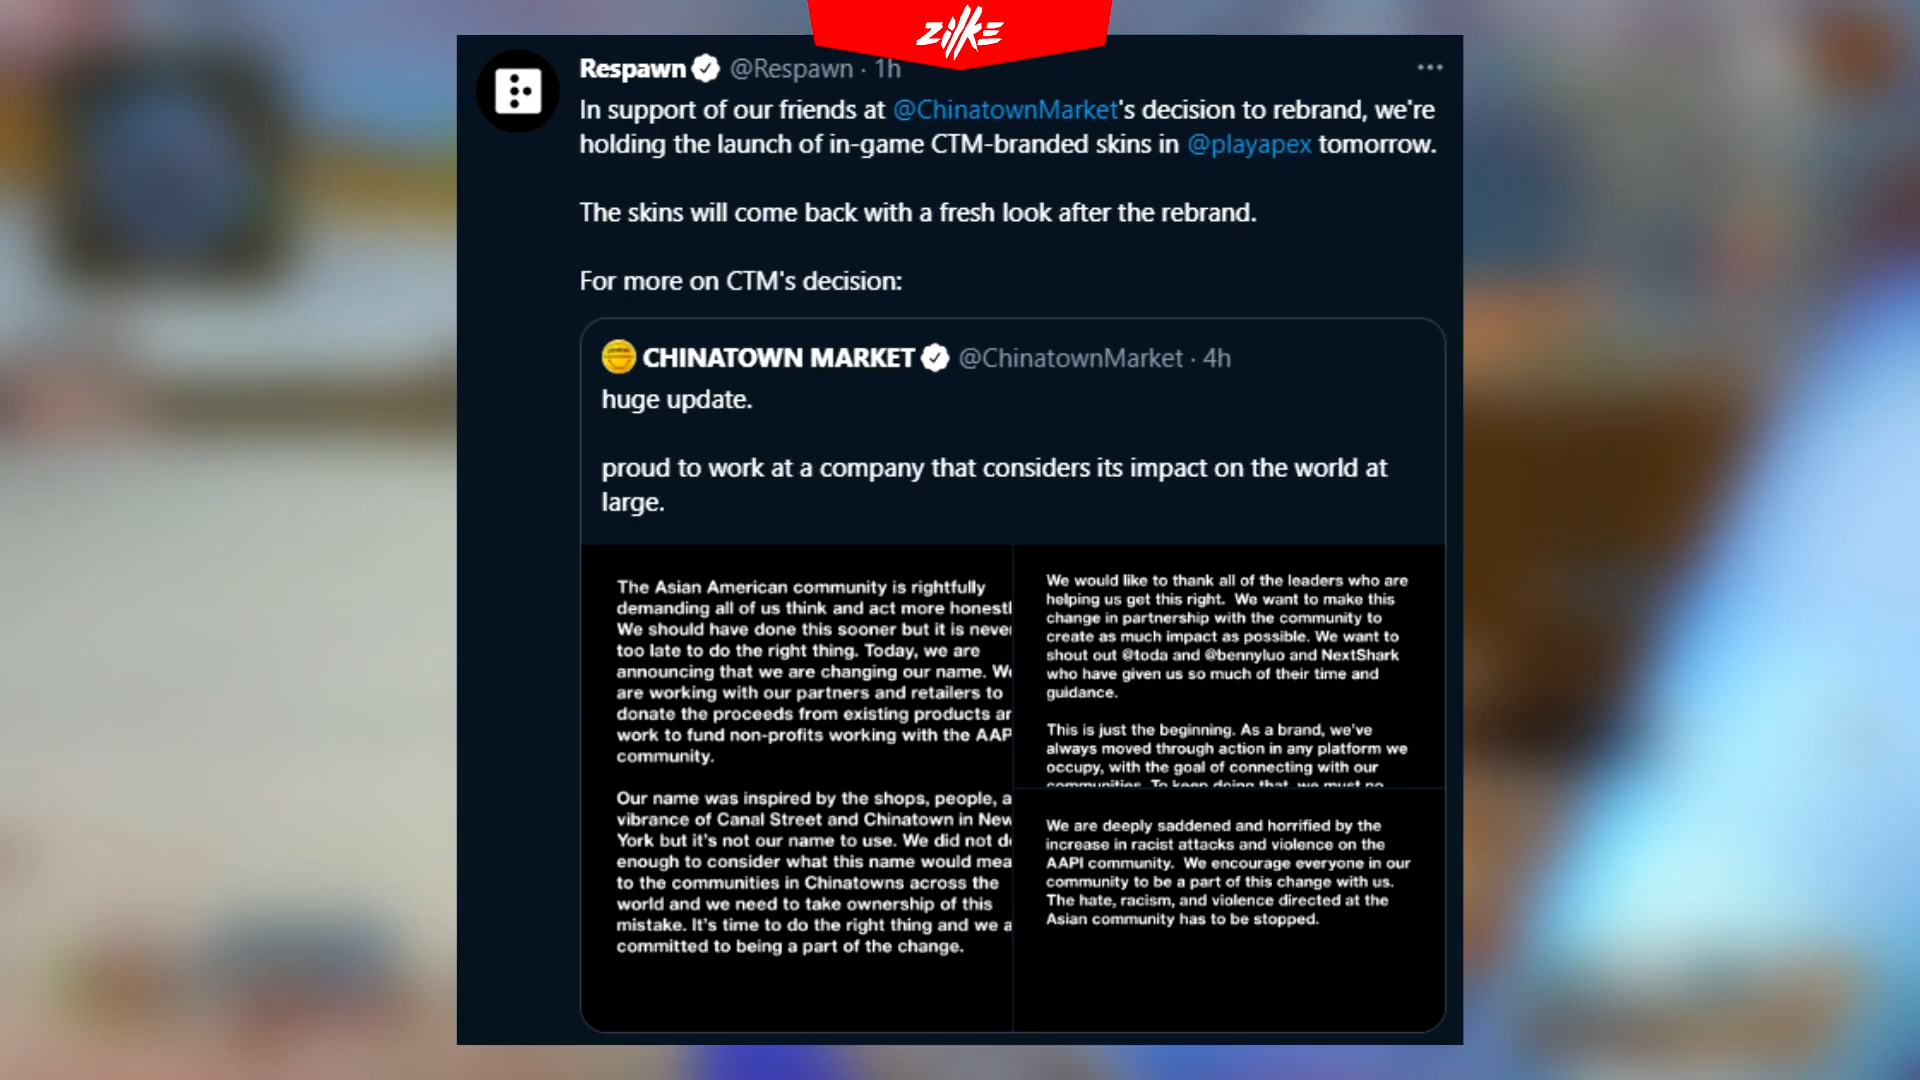 ZilKE
Respawn @Respawn · 1h
In support of our friends at @ChinatownMarket's decision to rebrand, we're
holding the launch of in-game CTM-branded skins in @playapex tomorrow.
The skins will come back with a fresh look after the rebrand.
For more on CTM's decision:
CHINATOWN MARKET @ChinatownMarket · 4h
huge update.
proud to work at a company that considers its impact on the world at
large.
The Asian American community is rightfully
demanding all of us think and act more honestl
We should have done this sooner but it is never
too late to do the right thing. Today, we are
announcing that we are changing our name. We
are working with our partners and retailers to
donate the proceeds from existing products an
work to fund non-profits working with the AAP
community.
Our name was inspired by the shops, people, a
vibrance of Canal Street and Chinatown in New
York but it's not our name to use. We did not d
enough to consider what this name would mea
to the communities in Chinatowns across the
world and we need to take ownership of this
mistake. It's time to do the right thing and we a
committed to being a part of the change.
We would like to thank all of the leaders who are
helping us get this right. We want to make this
change in partnership with the community to
create as much impact as possible. We want to
shout out @toda and @bennyluo and NextShark
who have given us so much of their time and
guidance.
This is just the beginning. As a brand, we've
always moved through action in any platform we
occupy, with the goal of connecting with our
communities. To keep doing that, we must no
We are deeply saddened and horrified by the
increase in racist attacks and violence on the
AAPI community. We encourage everyone in our
community to be a part of this change with us.
The hate, racism, and violence directed at the
Asian community has to be stopped.